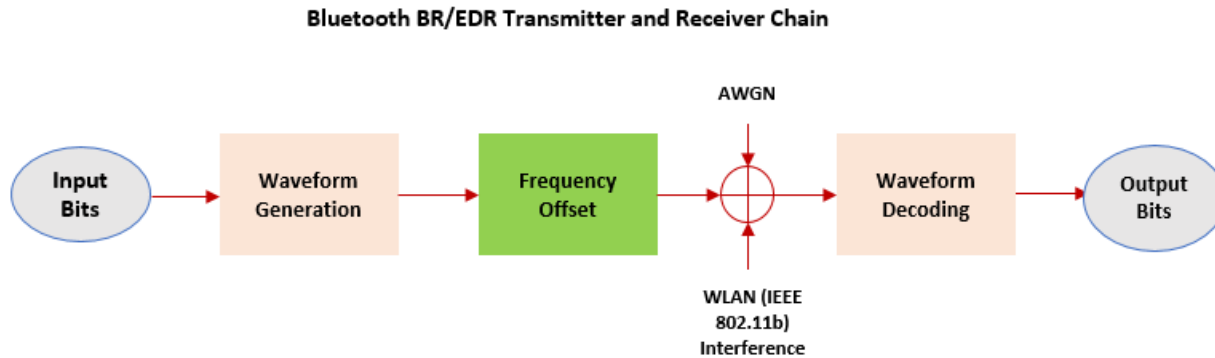 Bluetooth BR/EDR Transmitter and Receiver Chain
AWGN
Input
Bits
Waveform
Generation
Frequency
Offset
Waveform
Decoding
Output
Bits
WLAN (IEEE
802.11b)
Interference